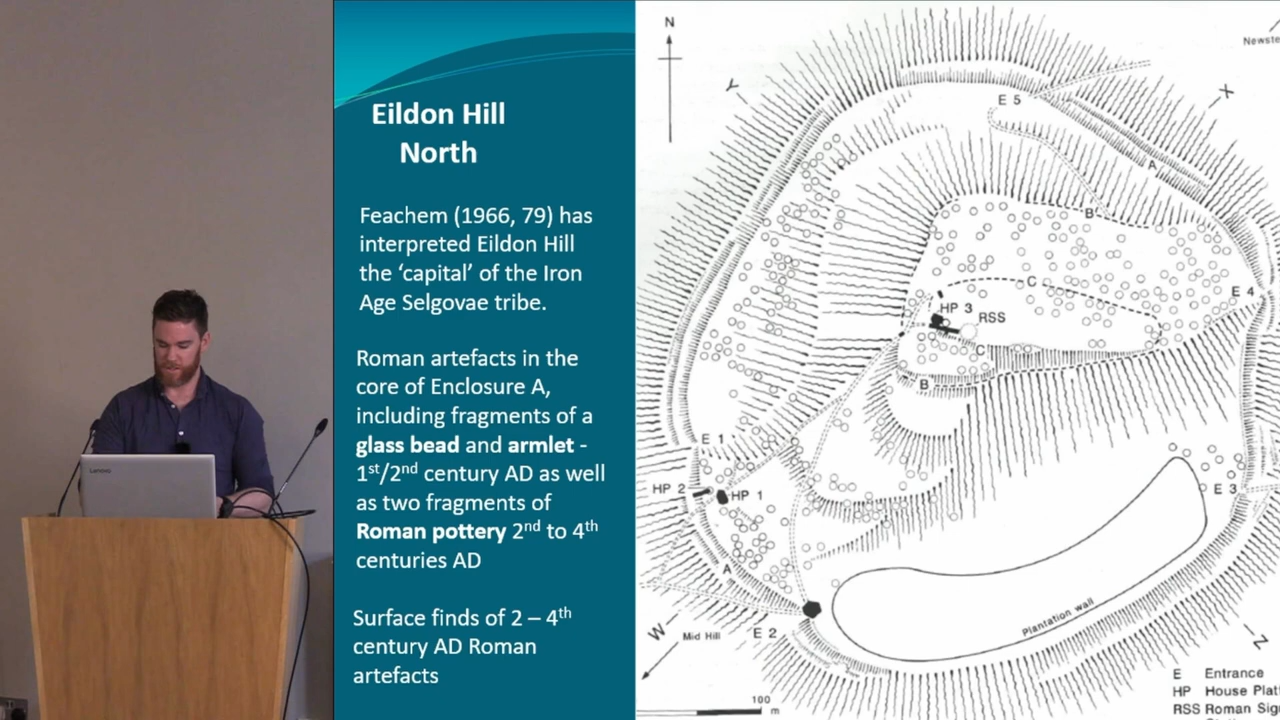 Eildon Hill
North
Feachem (1966, 79) has
interpreted Eildon Hill
the ‘capital’ of the Iron
Age Selgovae tribe.
Roman artefacts in the
core of Enclosure A,
including fragments of a
glass bead and armlet -
1st/2nd century AD as well
as two fragments of
Roman pottery 2nd to 4th
centuries AD
Surface finds of 2 – 4th
century AD Roman
artefacts
Lenovo
N
Newste
Y
X
E 5
A
B
C
E 4
HP 3
RSS
B
E 1
HP 2
HP 1
E 3
A
Plantation wall
W
Mid Hill
E 2
Z
100
m
E Entrance
HP House Plat
RSS Roman Sig